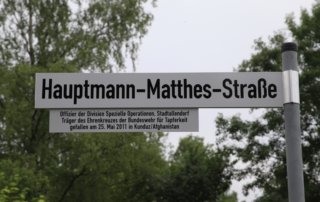 Hauptmann-Matthes-Straße
Offizier der Division Spezielle Operationen, Stadtallendorf
Träger des Ehrenkreuzes der Bundeswehr für Tapferkeit
gefallen am 25. Mai 2011 in Kunduz/Afghanistan